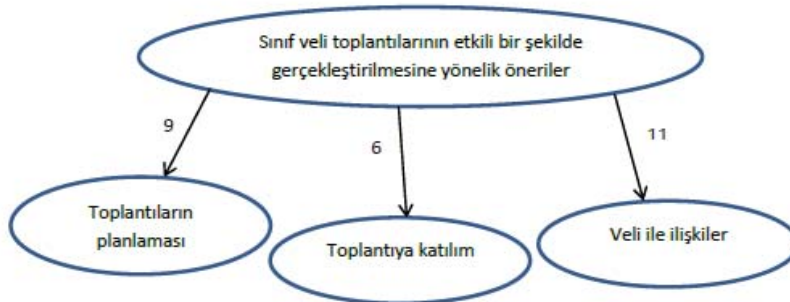 Sınıf veli toplantılarının etkili bir şekilde
gerçekleştirilmesine yönelik öneriler
9
6
11
Toplantıların
planlaması
Toplantıya katılım
Veli ile ilişkiler